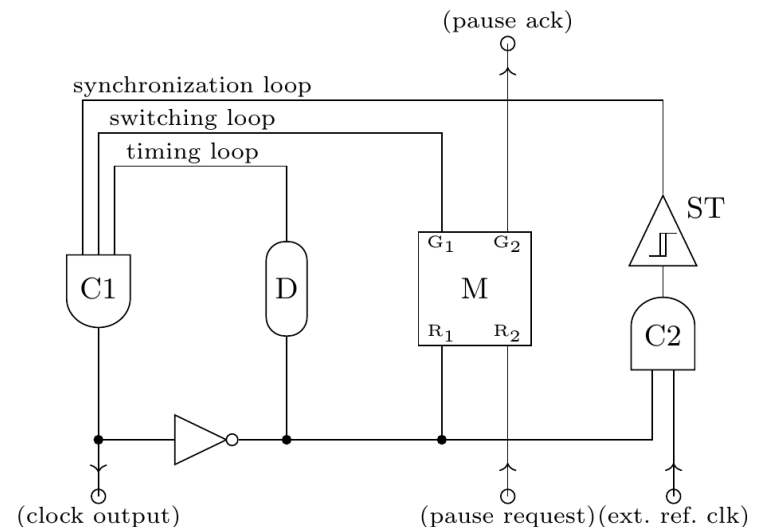 (pause ack)
synchronization loop
switching loop
timing loop
ST
G1 G2
C1 D M
R1 R2
C2
(clock output) (pause request) (ext. ref. clk)